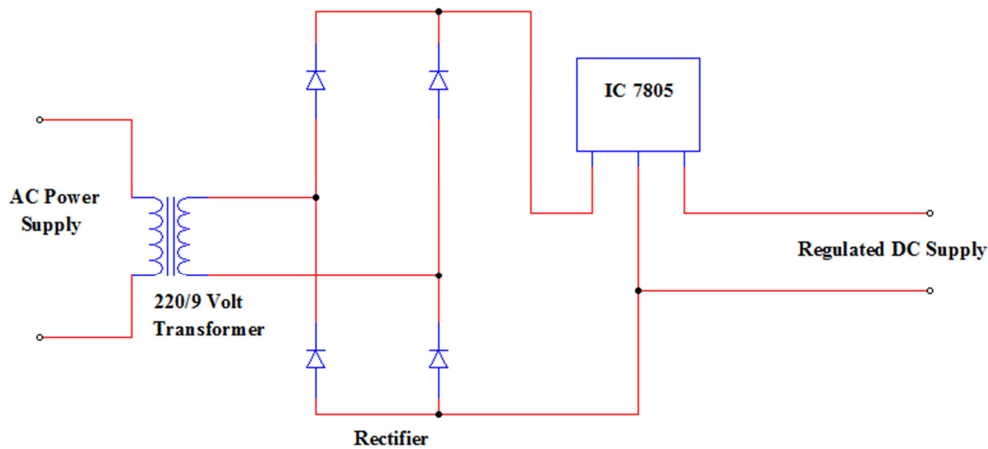 IC 7805
AC Power
Supply
Regulated DC Supply
220/9 Volt
Transformer
Rectifier